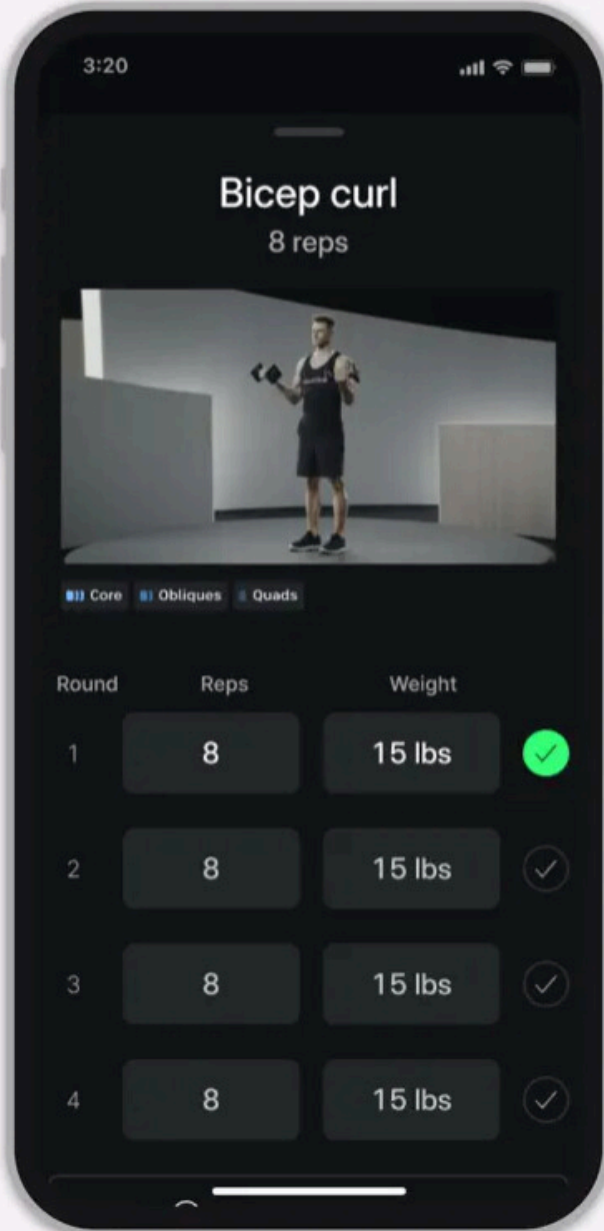 3:20
Bicep curl
8 reps
Core Obliques Quads
Round Reps Weight
1 8 15 lbs
2 8 15 lbs
3 8 15 lbs
4 8 15 lbs